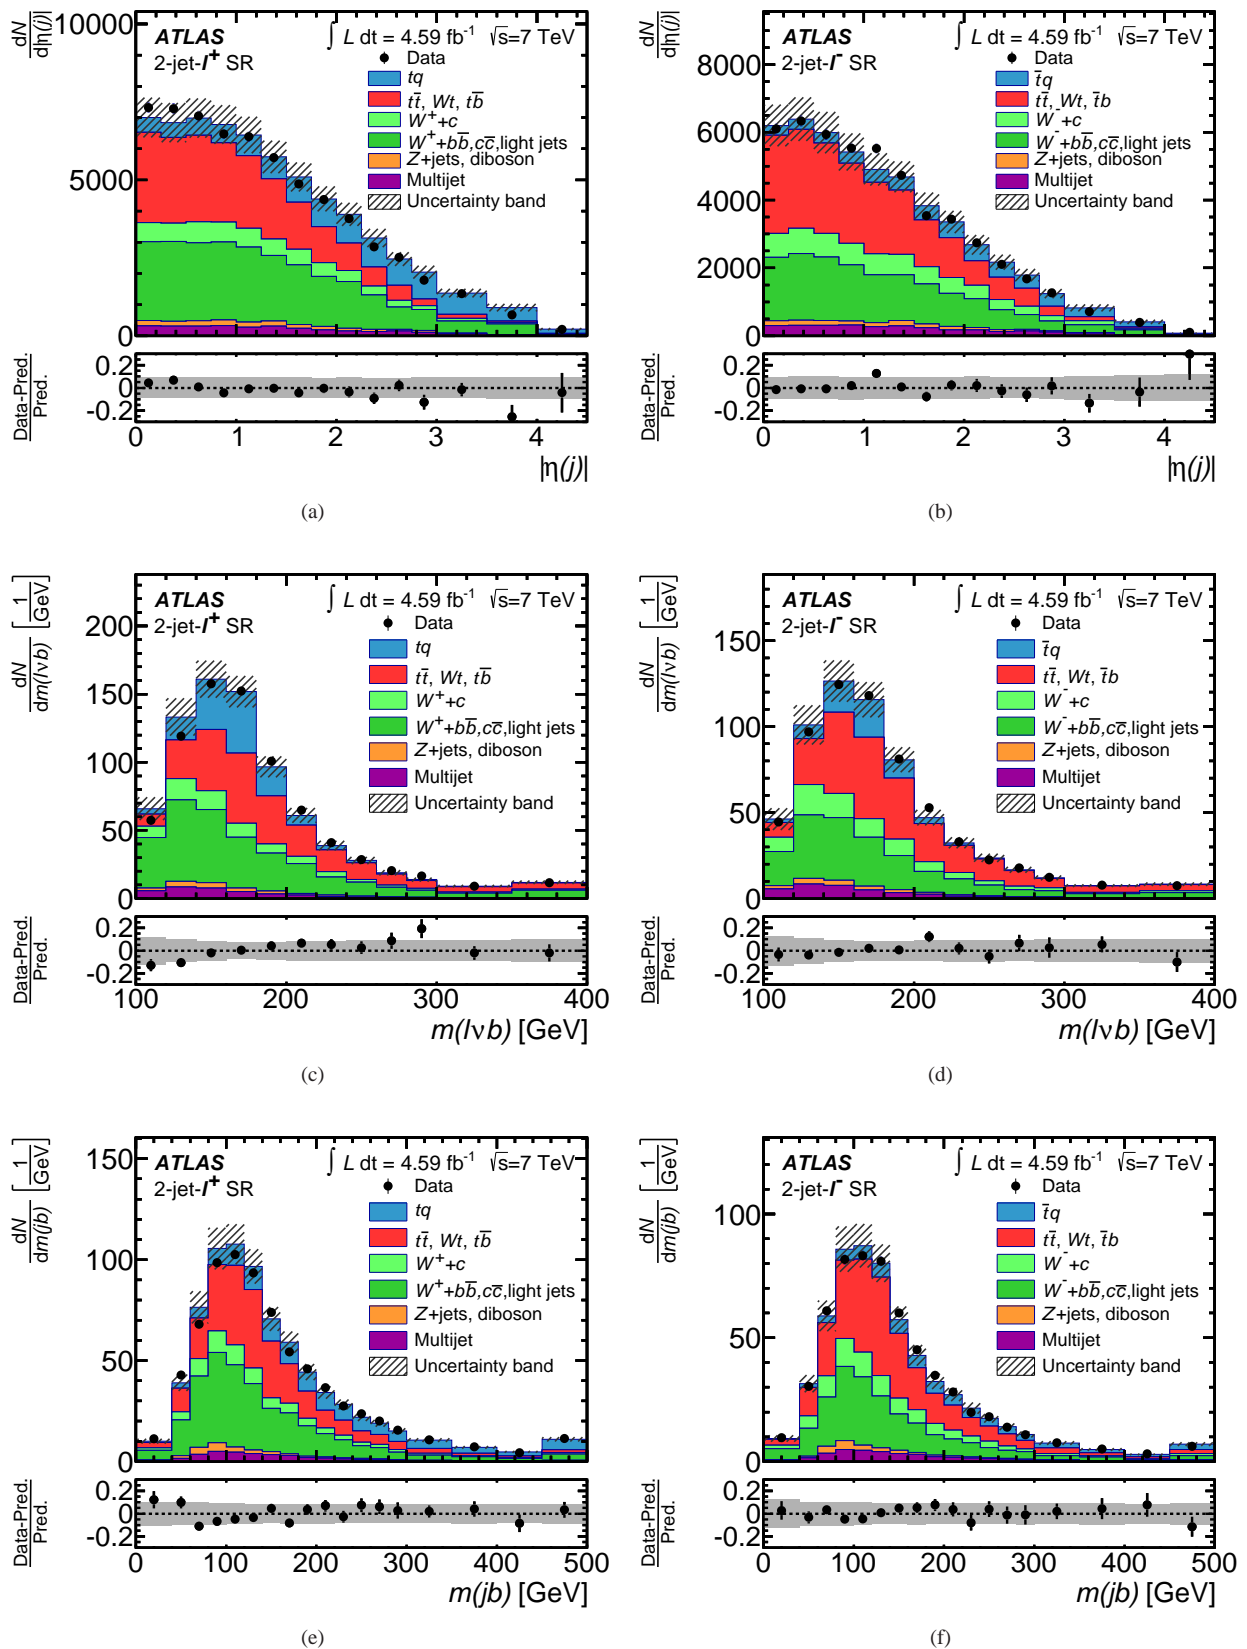 dN
d|η(j)|
10000
5000
0
ATLAS
∫ L dt = 4.59 fb⁻¹ √s=7 TeV
2-jet-l⁺ SR
Data
tq
tt̄, Wt, tb̄
W⁺+c
W⁺+bb̄,cc̄,light jets
Z+jets, diboson
Multijet
Uncertainty band
Data-Pred.
Pred.
0.2
0
-0.2
0 1 2 3 4
|η(j)|
(a)
dN
d|η(j)|
8000
6000
4000
2000
0
ATLAS
∫ L dt = 4.59 fb⁻¹ √s=7 TeV
2-jet-l⁻ SR
Data
t̄q
tt̄, Wt, t̄b
W⁻+c
W⁻+bb̄,cc̄,light jets
Z+jets, diboson
Multijet
Uncertainty band
Data-Pred.
Pred.
0.2
0
-0.2
0 1 2 3 4
|η(j)|
(b)
dN
dm(lνb)
[1/GeV]
200
150
100
50
0
ATLAS
∫ L dt = 4.59 fb⁻¹ √s=7 TeV
2-jet-l⁺ SR
Data
tq
tt̄, Wt, tb̄
W⁺+c
W⁺+bb̄,cc̄,light jets
Z+jets, diboson
Multijet
Uncertainty band
Data-Pred.
Pred.
0.2
0
-0.2
100 200 300 400
m(lνb) [GeV]
(c)
dN
dm(lνb)
[1/GeV]
150
100
50
0
ATLAS
∫ L dt = 4.59 fb⁻¹ √s=7 TeV
2-jet-l⁻ SR
Data
t̄q
tt̄, Wt, t̄b
W⁻+c
W⁻+bb̄,cc̄,light jets
Z+jets, diboson
Multijet
Uncertainty band
Data-Pred.
Pred.
0.2
0
-0.2
100 200 300 400
m(lνb) [GeV]
(d)
dN
dm(jb)
[1/GeV]
150
100
50
0
ATLAS
∫ L dt = 4.59 fb⁻¹ √s=7 TeV
2-jet-l⁺ SR
Data
tq
tt̄, Wt, tb̄
W⁺+c
W⁺+bb̄,cc̄,light jets
Z+jets, diboson
Multijet
Uncertainty band
Data-Pred.
Pred.
0.2
0
-0.2
0 100 200 300 400 500
m(jb) [GeV]
(e)
dN
dm(jb)
[1/GeV]
100
50
0
ATLAS
∫ L dt = 4.59 fb⁻¹ √s=7 TeV
2-jet-l⁻ SR
Data
t̄q
tt̄, Wt, t̄b
W⁻+c
W⁻+bb̄,cc̄,light jets
Z+jets, diboson
Multijet
Uncertainty band
Data-Pred.
Pred.
0.2
0
-0.2
0 100 200 300 400 500
m(jb) [GeV]
(f)